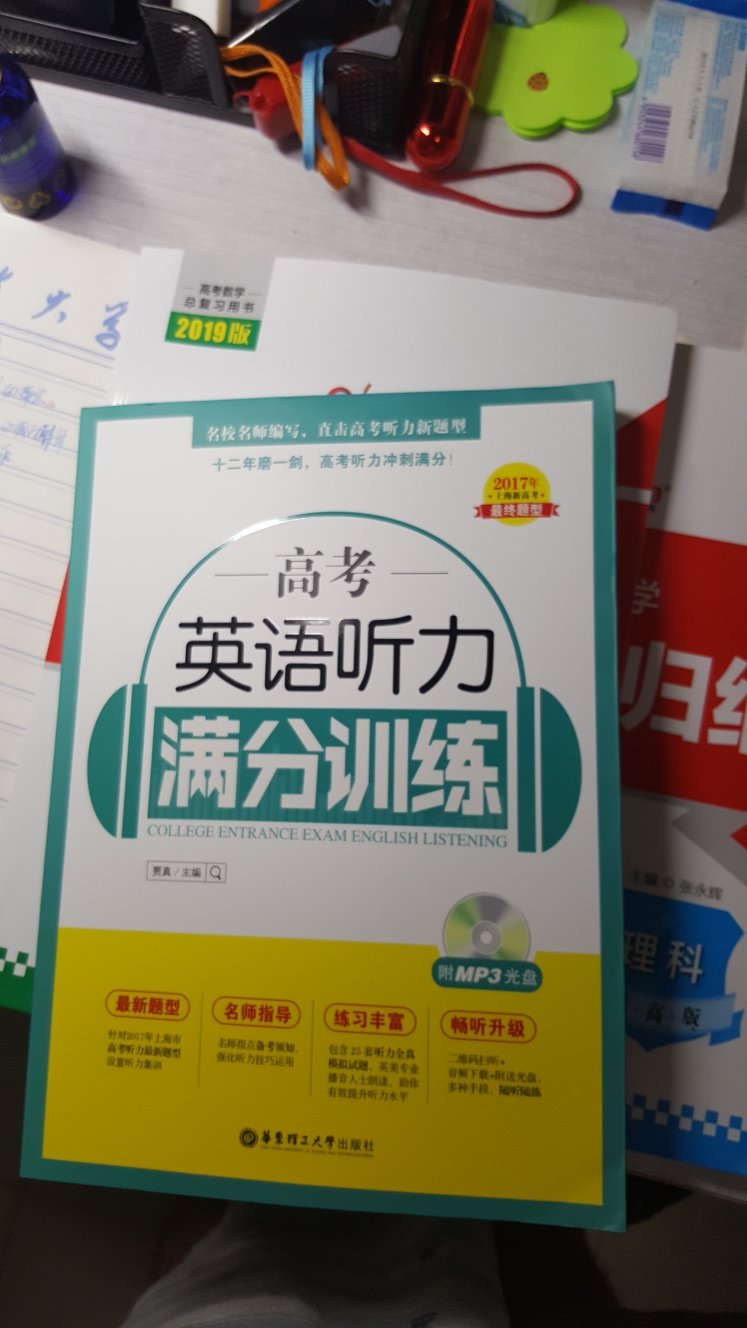 高考数学
总复习用书
2019版
名校名师编写，直击高考听力新题型
十二年磨一剑，高考听力冲刺满分！
2017年
上海新高考
最终题型
高考
英语听力
满分训练
COLLEGE ENTRANCE EXAM ENGLISH LISTENING
贾真/主编
附MP3光盘
最新题型
针对2017年上海市
高考听力最新题型
设置听力集训
名师指导
名师指点备考须知，
强化听力技巧运用
练习丰富
包含25套听力全真
模拟试题，英美专业
播音人士朗读，助你
有效提升听力水平
畅听升级
二维码扫听+
音频下载+附送光盘，
多种手段，随听随练
华东理工大学出版社
学
归
主编 张永辉
理科
·高·版
大学